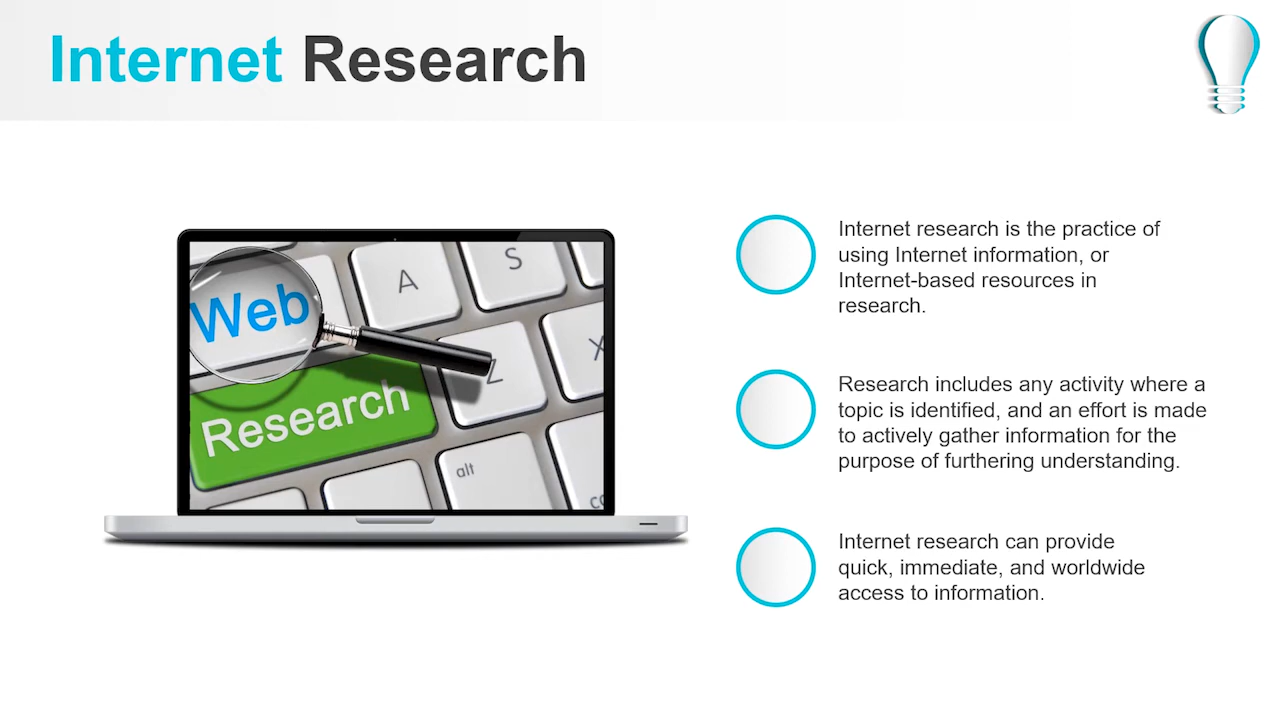 Internet Research
Web
Research
A
S
Z
X
alt
Internet research is the practice of
using Internet information, or
Internet-based resources in
research.
Research includes any activity where a
topic is identified, and an effort is made
to actively gather information for the
purpose of furthering understanding.
Internet research can provide
quick, immediate, and worldwide
access to information.